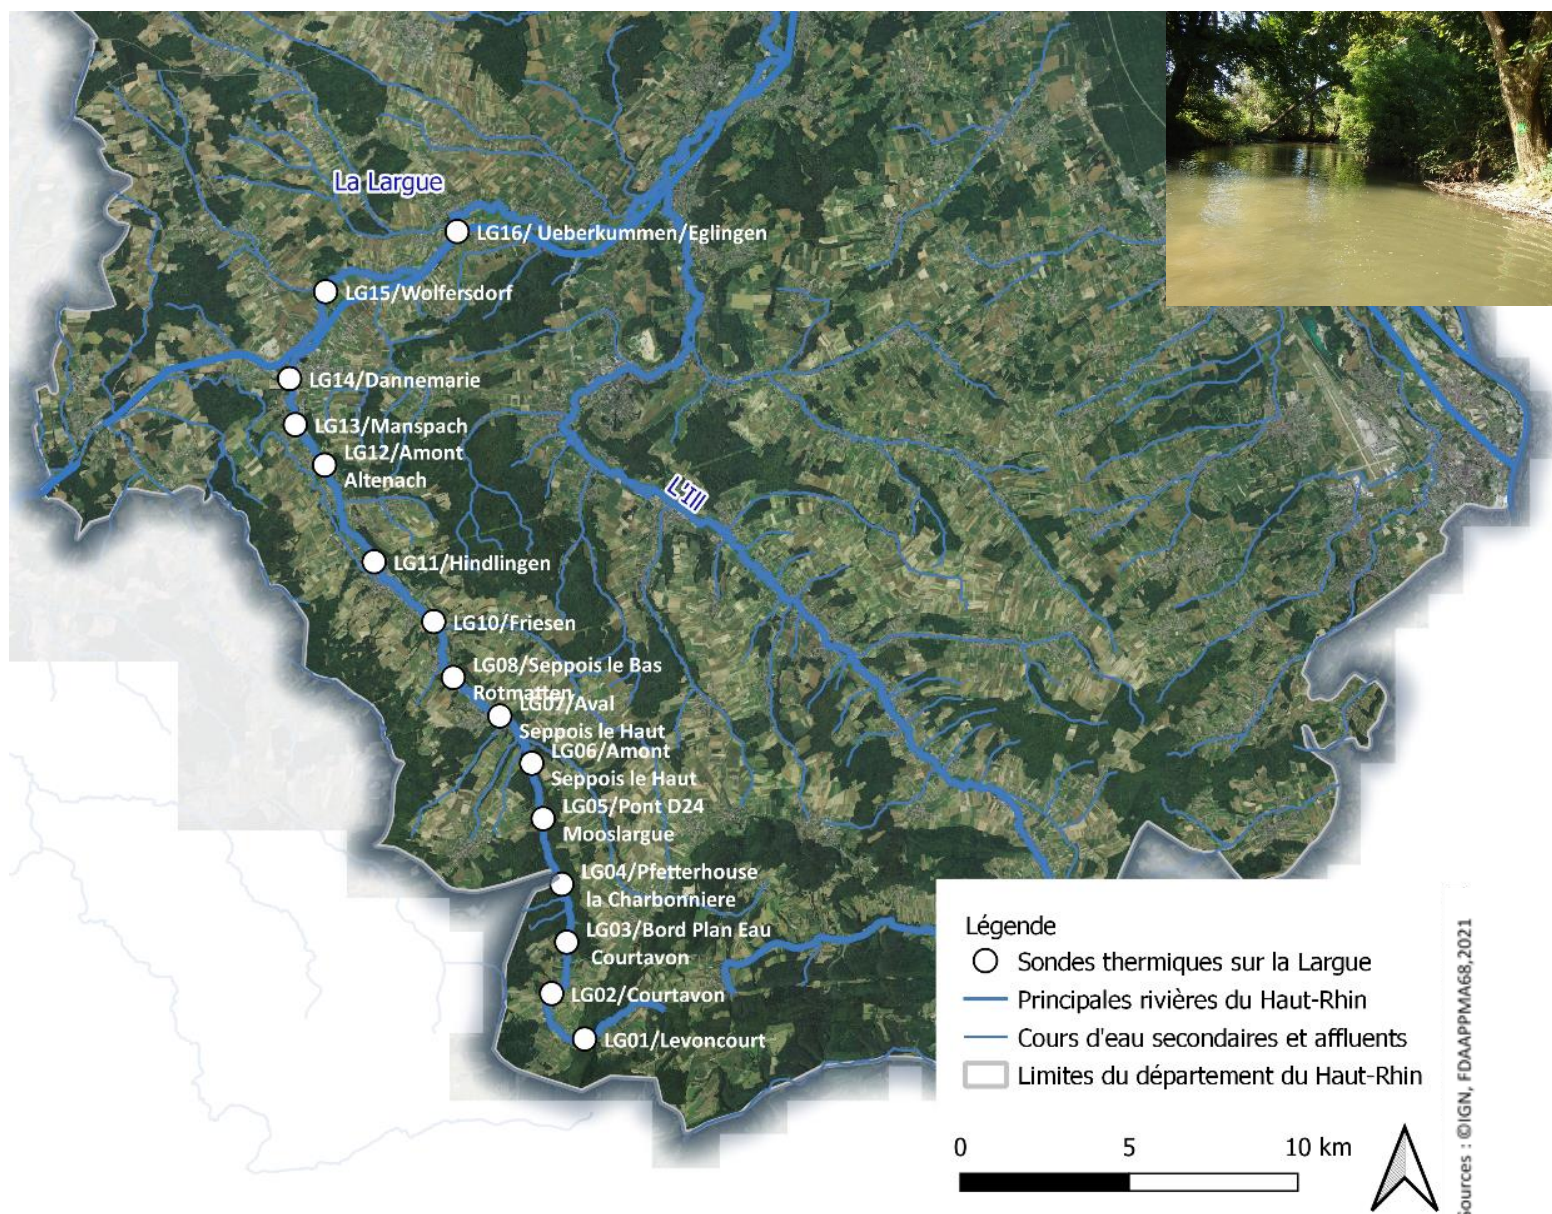 La Largue
LG16/ Ueberkummen/Eglingen
LG15/Wolfersdorf
LG14/Dannemarie
LG13/Manspach
LG12/Amont
Altenach
L'Ill
LG11/Hindlingen
LG10/Friesen
LG08/Seppois le Bas
Rotmatten
LG07/Aval
Seppois le Haut
LG06/Amont
Seppois le Haut
LG05/Pont D24
Mooslargue
LG04/Pfetterhouse
la Charbonniere
LG03/Bord Plan Eau
Courtavon
LG02/Courtavon
LG01/Levoncourt
Légende
Sondes thermiques sur la Largue
Principales rivières du Haut-Rhin
Cours d'eau secondaires et affluents
Limites du département du Haut-Rhin
0 5 10 km
Sources : ©IGN, FDAAPPMA68,2021